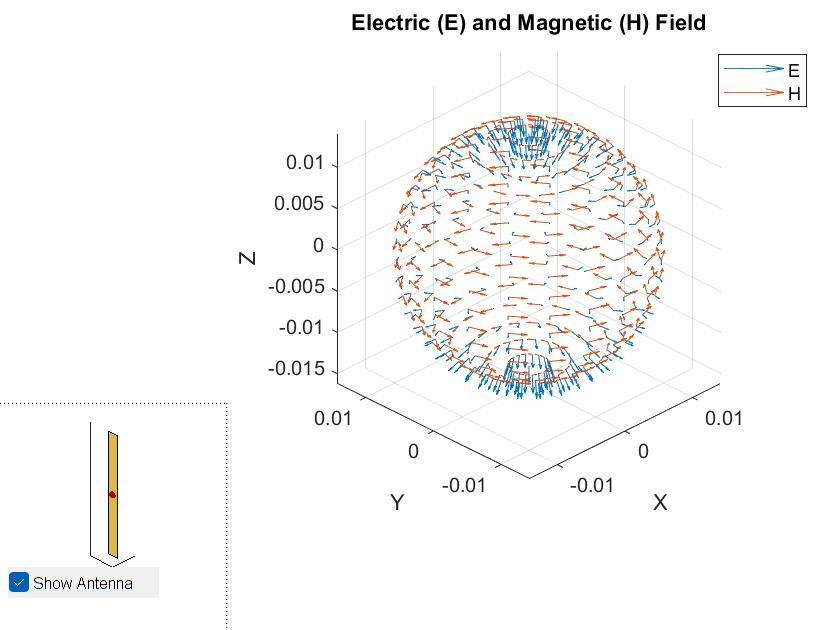 Electric (E) and Magnetic (H) Field
E
H
0.01
0.005
0
-0.005
-0.01
-0.015
Z
0.01
0
-0.01
Y
-0.01
0
0.01
X
Show Antenna